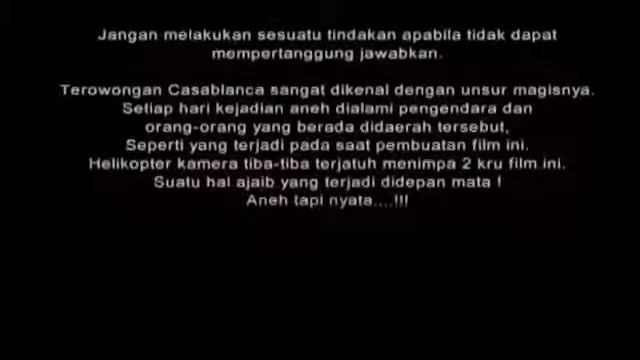 Jangan melakukan sesuatu tindakan apabila tidak dapat
mempertanggung jawabkan.
Terowongan Casablanca sangat dikenal dengan unsur magisnya.
Setiap hari kejadian aneh dialami pengendara dan
orang-orang yang berada didaerah tersebut,
Seperti yang terjadi pada saat pembuatan film ini.
Helikopter kamera tiba-tiba terjatuh menimpa 2 kru film ini.
Suatu hal ajaib yang terjadi didepan mata !
Aneh tapi nyata....!!!